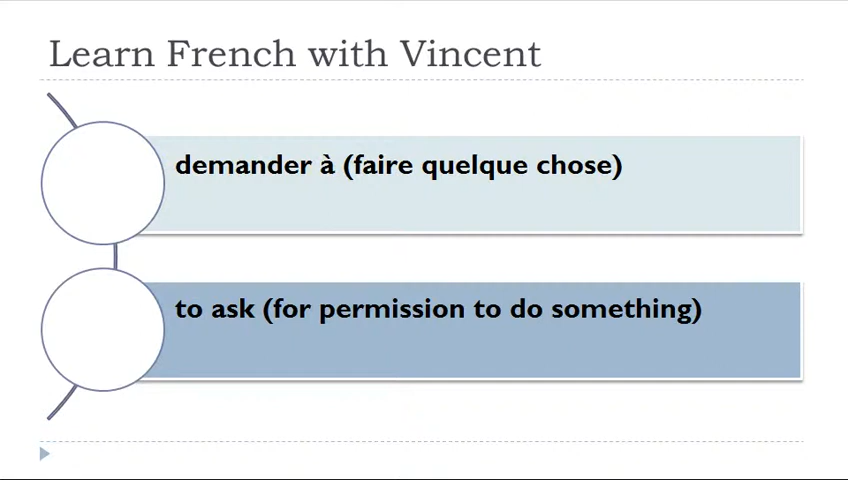 Learn French with Vincent
demander à (faire quelque chose)
to ask (for permission to do something)